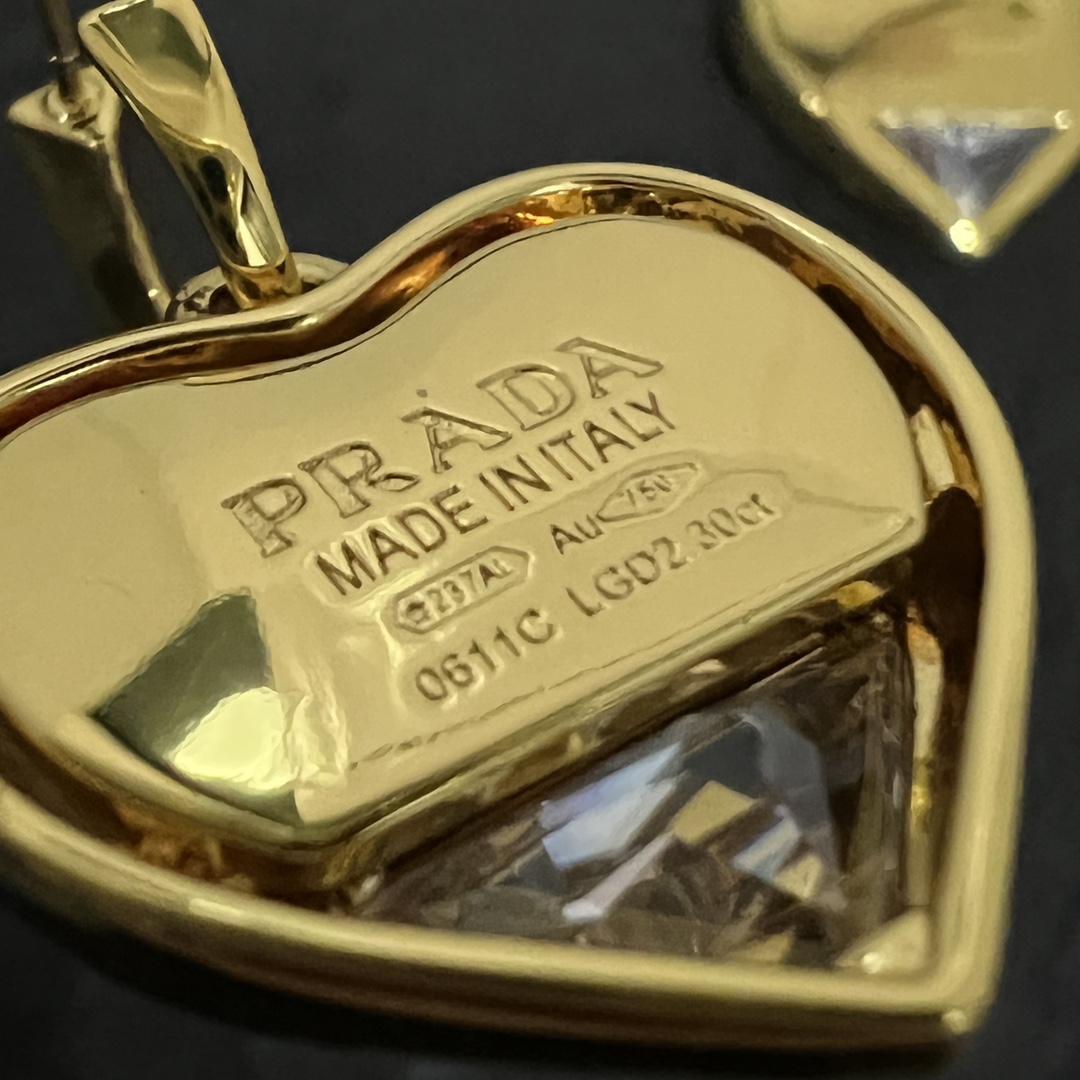 PRADA
MADE IN ITALY
Au 750
237AL
0611C LGD2.30ct